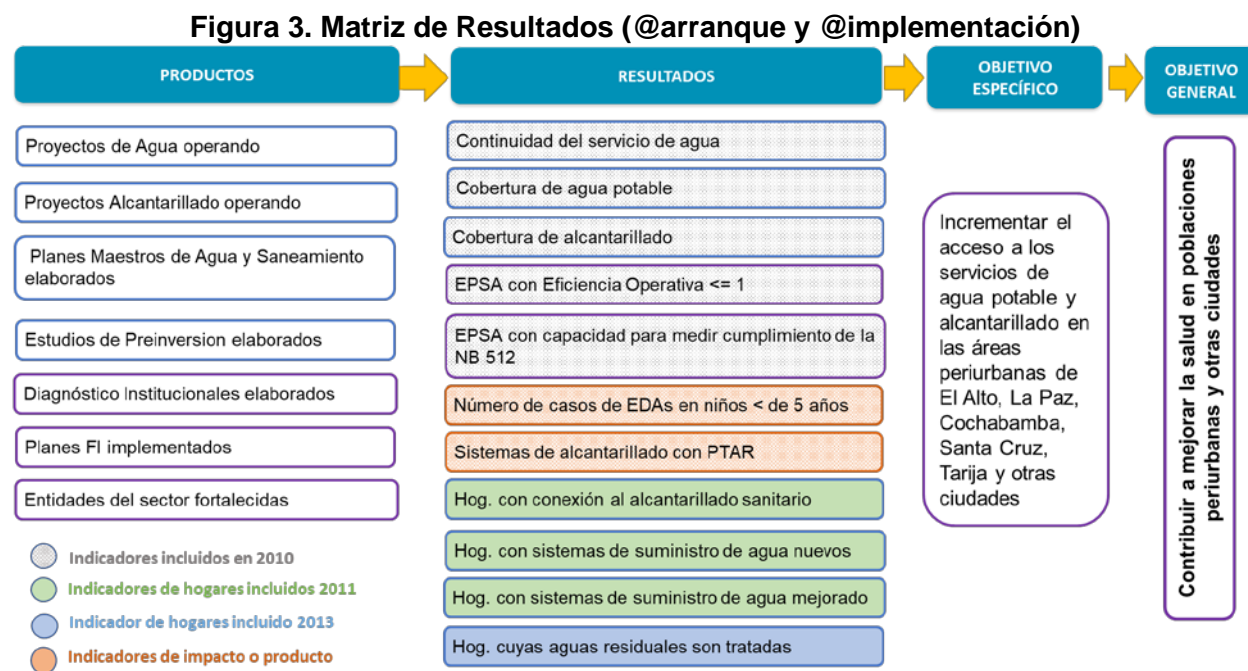 Figura 3. Matriz de Resultados (@arranque y @implementación)
PRODUCTOS
RESULTADOS
OBJETIVO
ESPECÍFICO
OBJETIVO
GENERAL
Proyectos de Agua operando
Proyectos Alcantarillado operando
Planes Maestros de Agua y Saneamiento
elaborados
Estudios de Preinversion elaborados
Diagnóstico Institucionales elaborados
Planes FI implementados
Entidades del sector fortalecidas
Indicadores incluidos en 2010
Indicadores de hogares incluidos 2011
Indicador de hogares incluido 2013
Indicadores de impacto o producto
Continuidad del servicio de agua
Cobertura de agua potable
Cobertura de alcantarillado
EPSA con Eficiencia Operativa <= 1
EPSA con capacidad para medir cumplimiento de la
NB 512
Número de casos de EDAs en niños < de 5 años
Sistemas de alcantarillado con PTAR
Hog. con conexión al alcantarillado sanitario
Hog. con sistemas de suministro de agua nuevos
Hog. con sistemas de suministro de agua mejorado
Hog. cuyas aguas residuales son tratadas
Incrementar el
acceso a los
servicios de
agua potable y
alcantarillado en
las áreas
periurbanas de
El Alto, La Paz,
Cochabamba,
Santa Cruz,
Tarija y otras
ciudades
Contribuir a mejorar la salud en poblaciones
periurbanas y otras ciudades